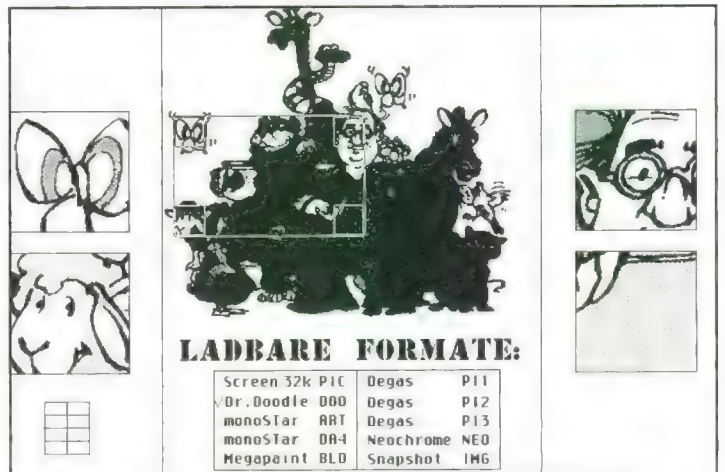 LADBARE FORMATE:
Screen 32k PIC Degas PI1
√Dr.Doodle DOO Degas PI2
monoSTar ART Degas PI3
monoSTar DA4 Neochrome NEO
Megapaint BLD Snapshot IMG